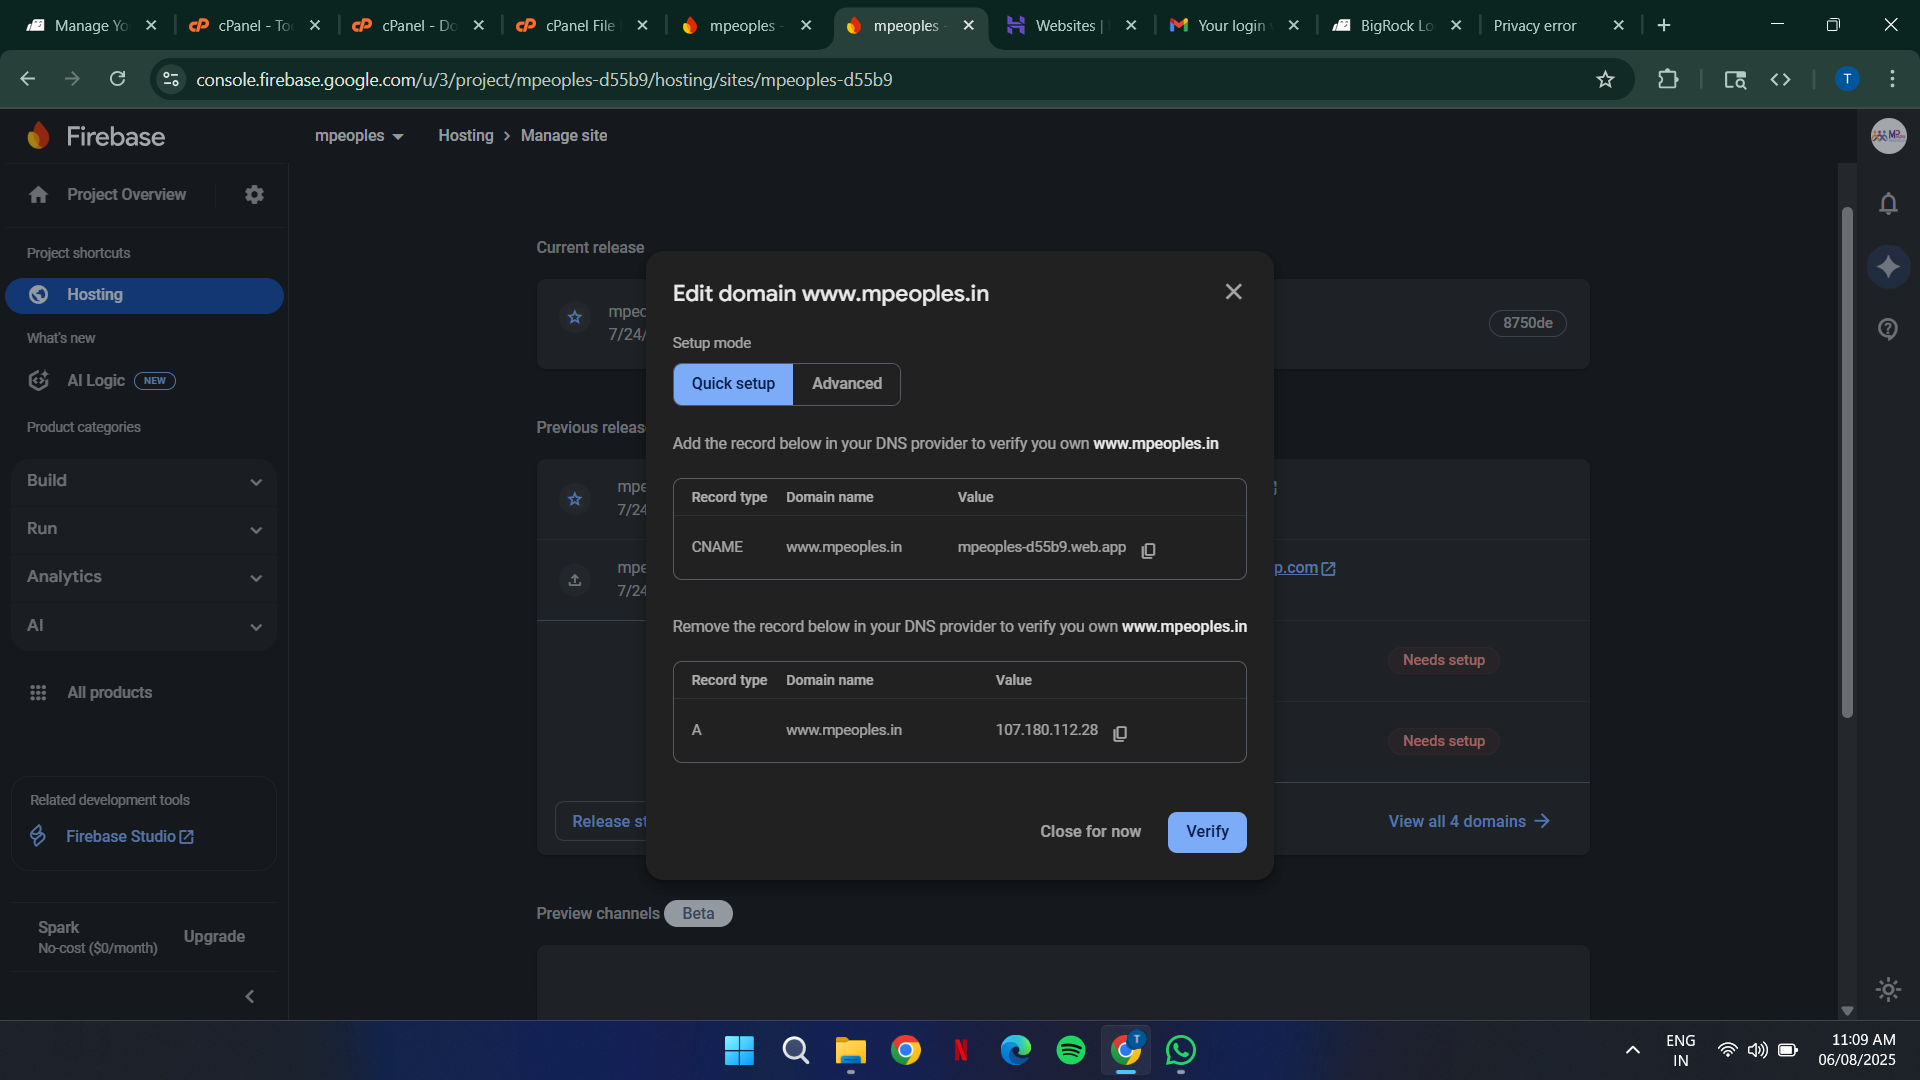 Manage Yo
cPanel - To
cPanel - Do
cPanel File
mpeoples -
mpeoples -
Websites |
Your login
BigRock Lo
Privacy error
console.firebase.google.com/u/3/project/mpeoples-d55b9/hosting/sites/mpeoples-d55b9
T
Firebase
mpeoples
Hosting > Manage site
Project Overview
Project shortcuts
Hosting
What's new
AI Logic NEW
Product categories
Build
Run
Analytics
AI
All products
Related development tools
Firebase Studio
Spark
No-cost ($0/month)
Upgrade
Current release
7/24/
8750de
Previous releas
mpe
7/24
mpe
7/24
p.com
Needs setup
Needs setup
Release st
View all 4 domains
Preview channels Beta
Edit domain www.mpeoples.in
Setup mode
Quick setup Advanced
Add the record below in your DNS provider to verify you own www.mpeoples.in
Record type Domain name Value
CNAME www.mpeoples.in mpeoples-d55b9.web.app
Remove the record below in your DNS provider to verify you own www.mpeoples.in
Record type Domain name Value
A www.mpeoples.in 107.180.112.28
Close for now Verify
T
ENG
IN
11:09 AM
06/08/2025